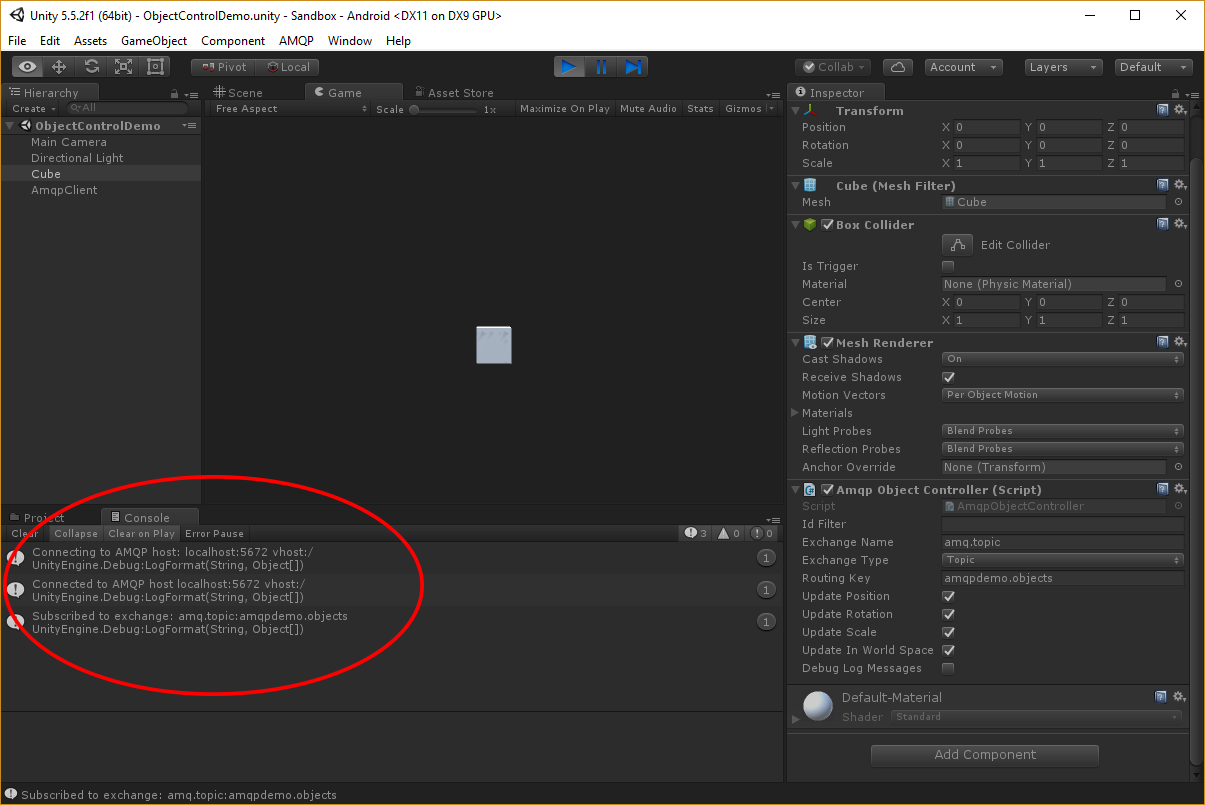 Unity 5.5.2f1 (64bit) - ObjectControlDemo.unity - Sandbox - Android <DX11 on DX9 GPU>
File Edit Assets GameObject Component AMQP Window Help
Pivot Local Collab Account Layers Default
Hierarchy
Create All
ObjectControlDemo
Main Camera
Directional Light
Cube
AmqpClient
Scene Game Asset Store
Free Aspect Scale 1x Maximize On Play Mute Audio Stats Gizmos
Project Console
Clear Collapse Clear on Play Error Pause 3 0 0
Connecting to AMQP host: localhost:5672 vhost:/
UnityEngine.Debug:LogFormat(String, Object[])
1
Connected to AMQP host localhost:5672 vhost:/
UnityEngine.Debug:LogFormat(String, Object[])
1
Subscribed to exchange: amq.topic:amqpdemo.objects
UnityEngine.Debug:LogFormat(String, Object[])
1
Inspector
Transform
Position X 0 Y 0 Z 0
Rotation X 0 Y 0 Z 0
Scale X 1 Y 1 Z 1
Cube (Mesh Filter)
Mesh Cube
Box Collider
Edit Collider
Is Trigger
Material None (Physic Material)
Center X 0 Y 0 Z 0
Size X 1 Y 1 Z 1
Mesh Renderer
Cast Shadows On
Receive Shadows
Motion Vectors Per Object Motion
Materials
Light Probes Blend Probes
Reflection Probes Blend Probes
Anchor Override None (Transform)
Amqp Object Controller (Script)
Script AmqpObjectController
Id Filter
Exchange Name amq.topic
Exchange Type Topic
Routing Key amqpdemo.objects
Update Position
Update Rotation
Update Scale
Update In World Space
Debug Log Messages
Default-Material
Shader Standard
Add Component
Subscribed to exchange: amq.topic:amqpdemo.objects